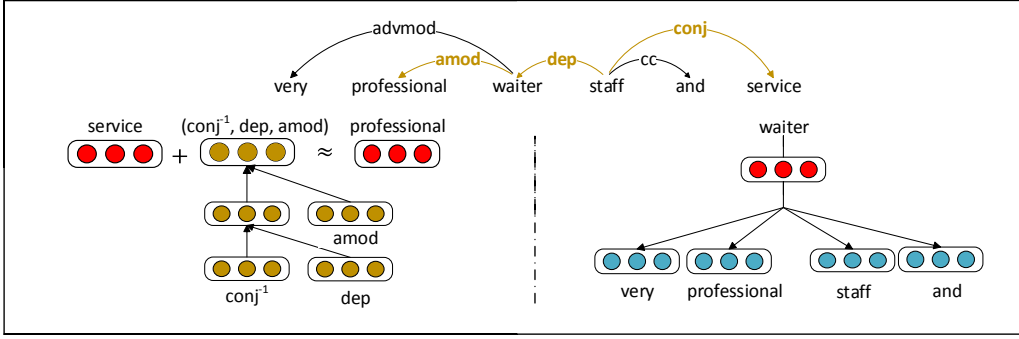 advmod
conj
amod
dep
cc
very professional waiter staff and service
service (conj⁻¹, dep, amod) professional
+ ≈
waiter
amod
conj⁻¹ dep
very professional staff and